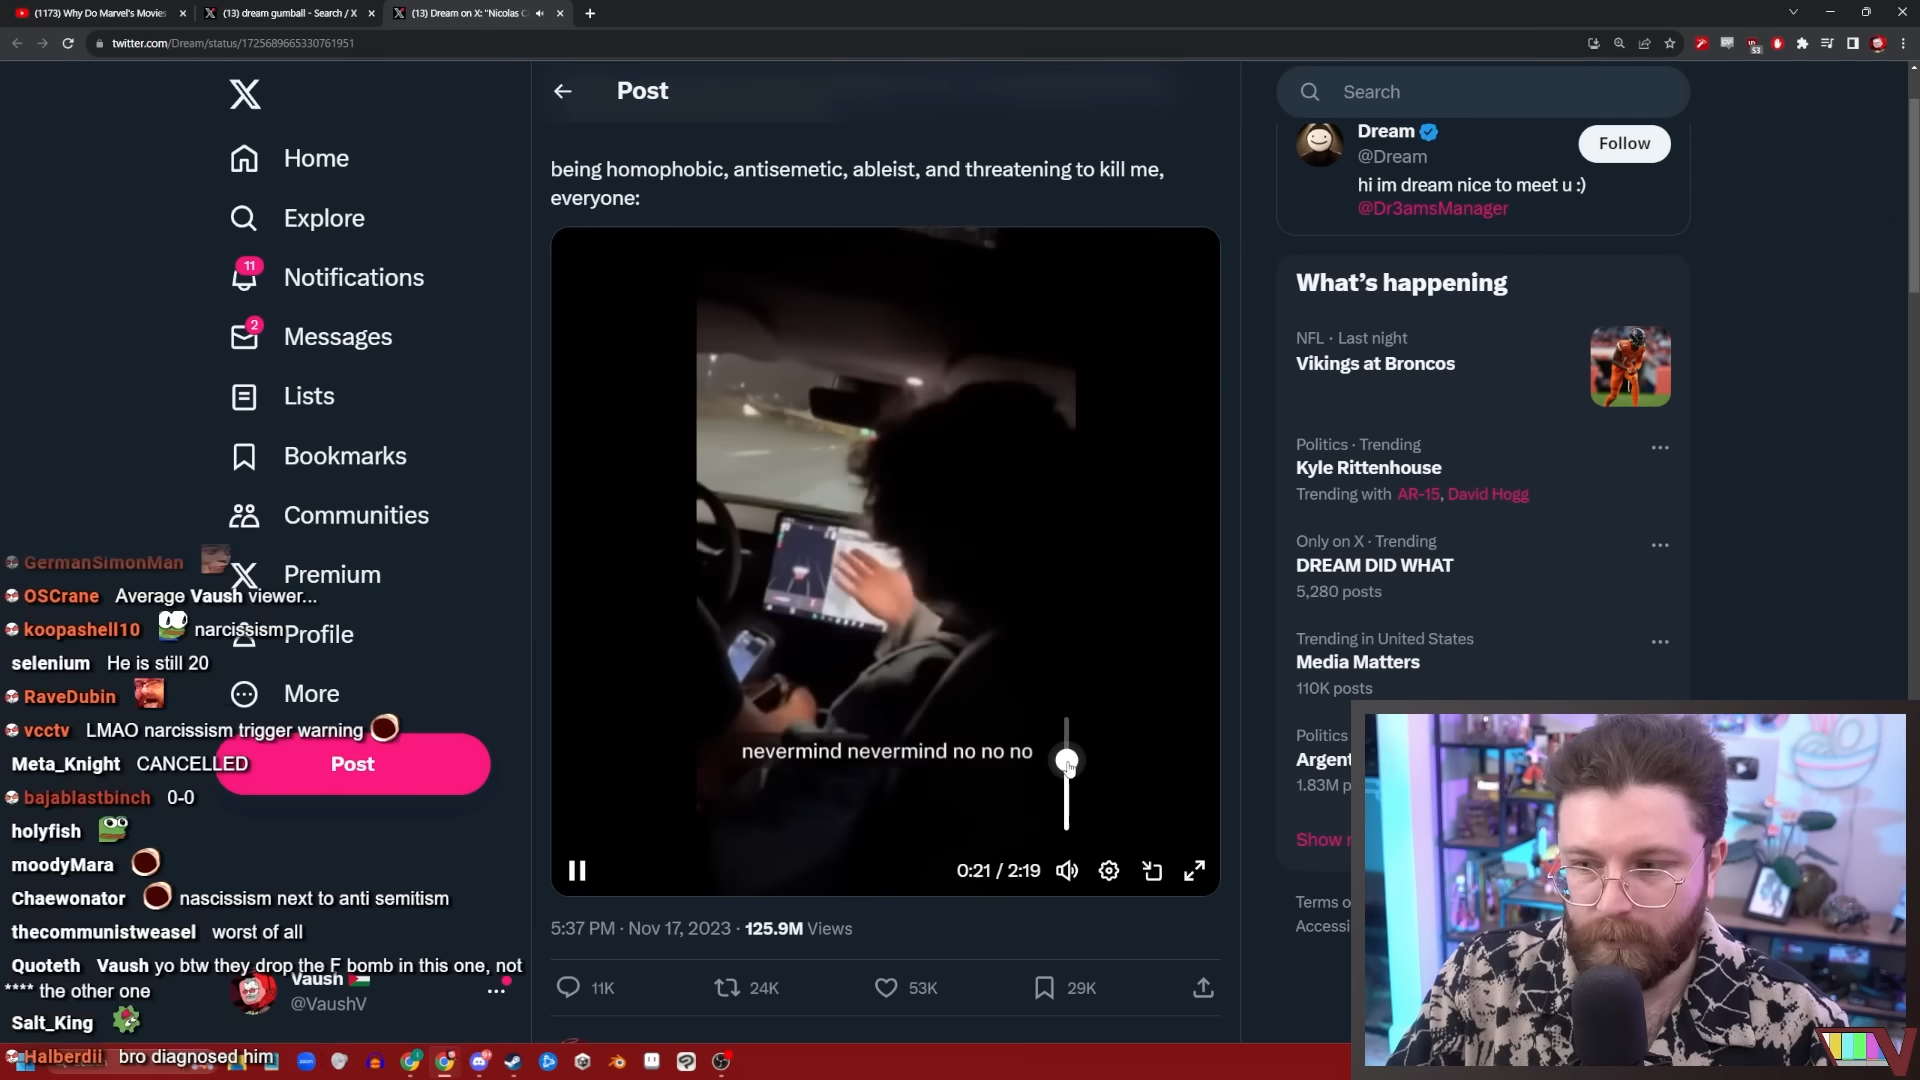 (1173) Why Do Marvel's Movies
(13) dream gumball - Search / X
(13) Dream on X: "Nicolas C
twitter.com/Dream/status/1725689665330761951
53
Post
Search
Dream
@Dream
Follow
hi im dream nice to meet u :)
@Dr3amsManager
being homophobic, antisemetic, ableist, and threatening to kill me,
everyone:
Home
Explore
11
Notifications
2
Messages
Lists
Bookmarks
Communities
Premium
Profile
More
Post
Vaush
@VaushV
What's happening
NFL · Last night
Vikings at Broncos
Politics · Trending
Kyle Rittenhouse
Trending with AR-15, David Hogg
Only on X · Trending
DREAM DID WHAT
5,280 posts
Trending in United States
Media Matters
110K posts
Politics
Argent
1.83M p
Show
Terms o
Accessi
nevermind nevermind no no no
0:21 / 2:19
5:37 PM · Nov 17, 2023 · 125.9M Views
11K
24K
53K
29K
GermanSimonMan
OSCrane Average Vaush viewer...
koopashell10 narcissism
selenium He is still 20
RaveDubin
vcctv LMAO narcissism trigger warning
Meta_Knight CANCELLED
bajablastbinch 0-0
holyfish
moodyMara
Chaewonator nascissism next to anti semitism
thecommunistweasel worst of all
Quoteth Vaush yo btw they drop the F bomb in this one, not
**** the other one
Salt_King
Halberdii bro diagnosed him